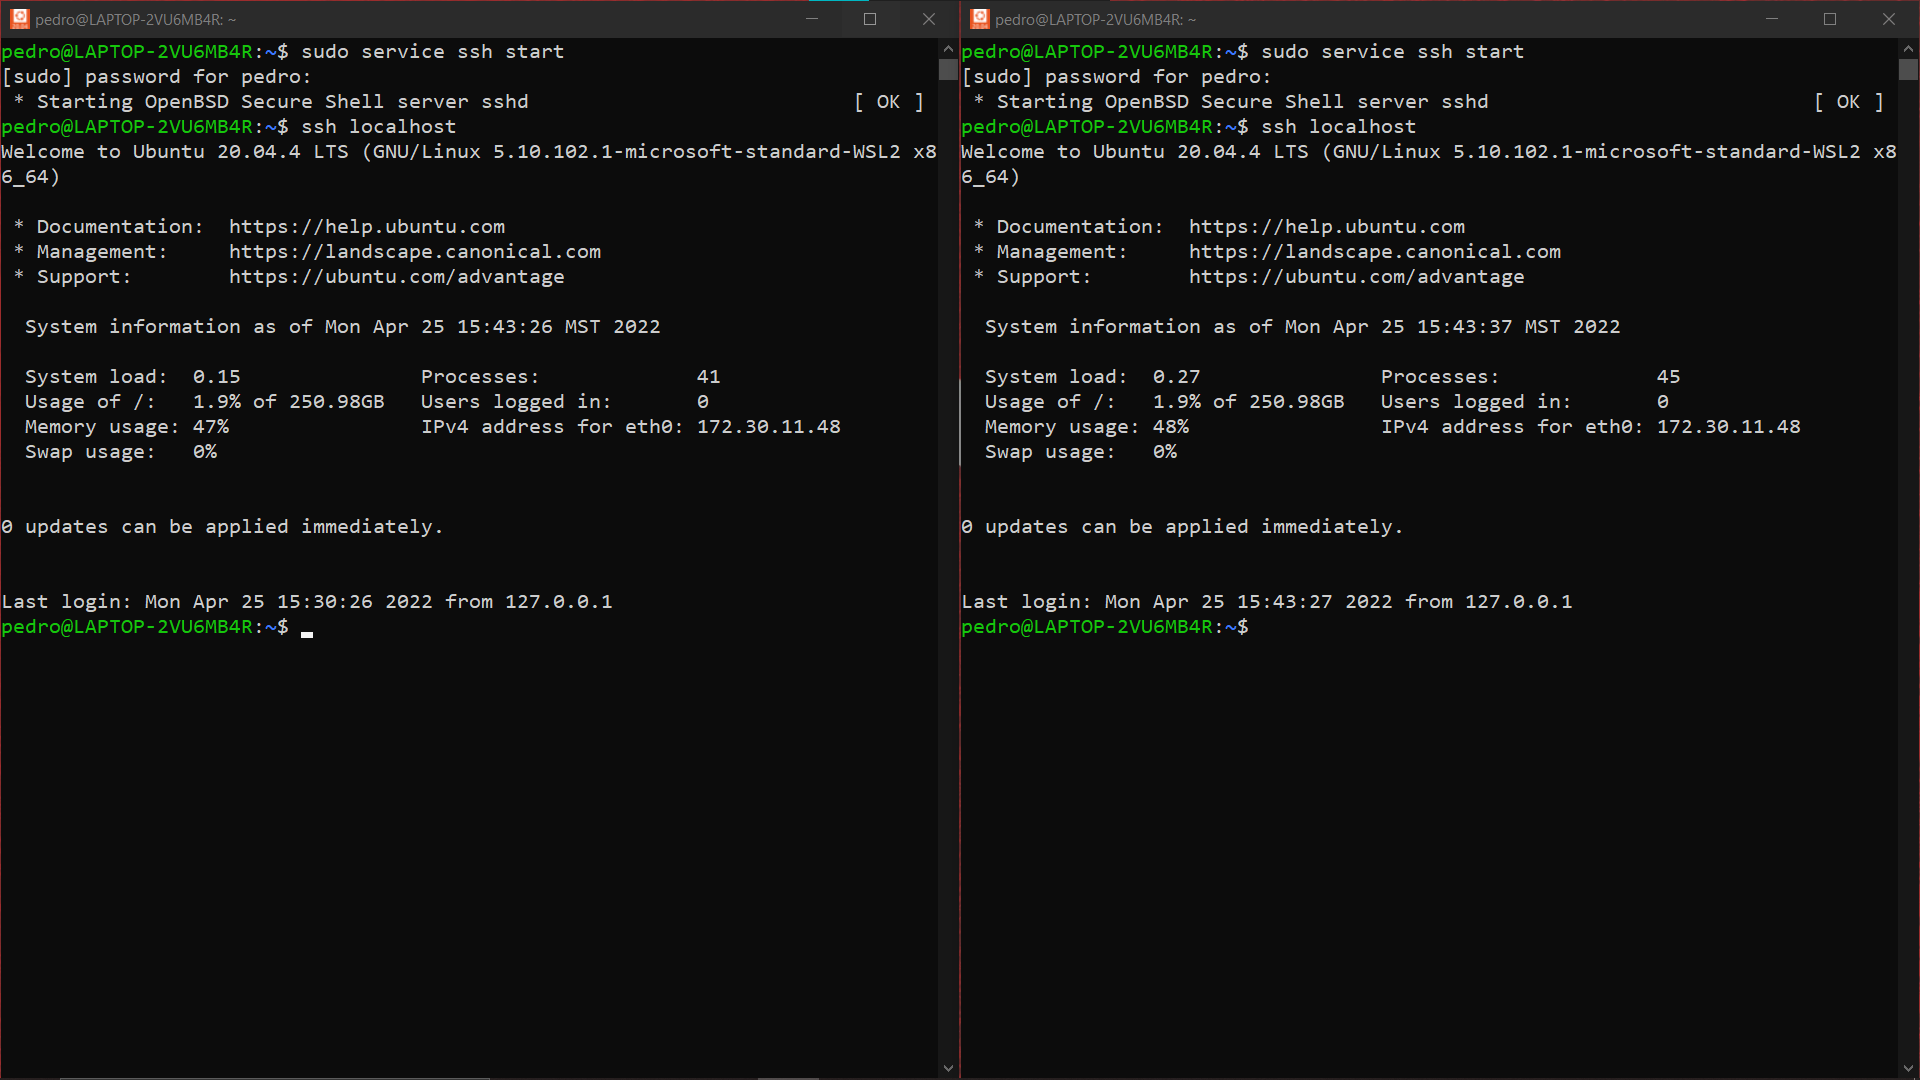 pedro@LAPTOP-2VU6MB4R: ~
pedro@LAPTOP-2VU6MB4R:~$ sudo service ssh start
[sudo] password for pedro:
 * Starting OpenBSD Secure Shell server sshd                           [ OK ]
pedro@LAPTOP-2VU6MB4R:~$ ssh localhost
Welcome to Ubuntu 20.04.4 LTS (GNU/Linux 5.10.102.1-microsoft-standard-WSL2 x8
6_64)
 * Documentation:  https://help.ubuntu.com
 * Management:     https://landscape.canonical.com
 * Support:        https://ubuntu.com/advantage
  System information as of Mon Apr 25 15:43:26 MST 2022
  System load:  0.15               Processes:             41
  Usage of /:   1.9% of 250.98GB   Users logged in:       0
  Memory usage: 47%                IPv4 address for eth0: 172.30.11.48
  Swap usage:   0%
0 updates can be applied immediately.
Last login: Mon Apr 25 15:30:26 2022 from 127.0.0.1
pedro@LAPTOP-2VU6MB4R:~$
pedro@LAPTOP-2VU6MB4R: ~
pedro@LAPTOP-2VU6MB4R:~$ sudo service ssh start
[sudo] password for pedro:
 * Starting OpenBSD Secure Shell server sshd                           [ OK ]
pedro@LAPTOP-2VU6MB4R:~$ ssh localhost
Welcome to Ubuntu 20.04.4 LTS (GNU/Linux 5.10.102.1-microsoft-standard-WSL2 x8
6_64)
 * Documentation:  https://help.ubuntu.com
 * Management:     https://landscape.canonical.com
 * Support:        https://ubuntu.com/advantage
  System information as of Mon Apr 25 15:43:37 MST 2022
  System load:  0.27               Processes:             45
  Usage of /:   1.9% of 250.98GB   Users logged in:       0
  Memory usage: 48%                IPv4 address for eth0: 172.30.11.48
  Swap usage:   0%
0 updates can be applied immediately.
Last login: Mon Apr 25 15:43:27 2022 from 127.0.0.1
pedro@LAPTOP-2VU6MB4R:~$